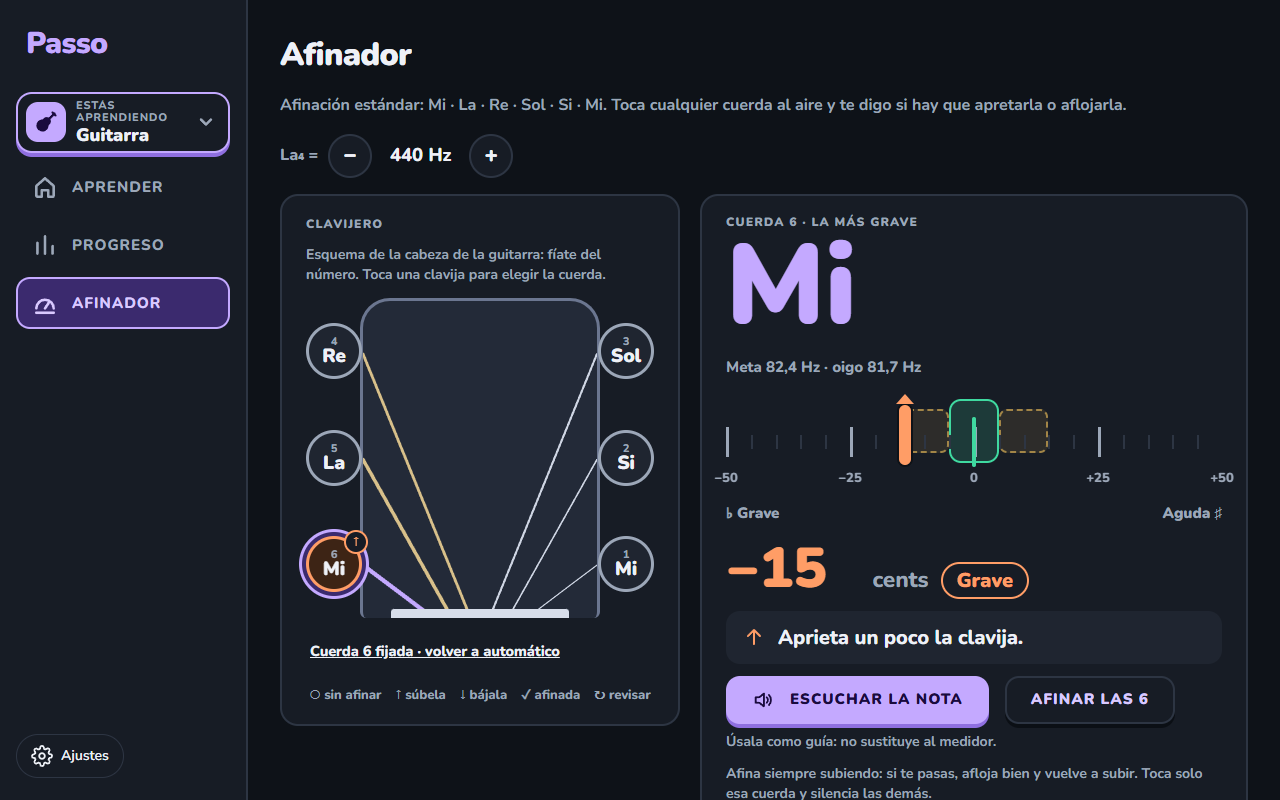 Passo
ESTÁS
APRENDIENDO
Guitarra
APRENDER
PROGRESO
AFINADOR
Ajustes
Afinador
Afinación estándar: Mi · La · Re · Sol · Si · Mi. Toca cualquier cuerda al aire y te digo si hay que apretarla o aflojarla.
La₄ = − 440 Hz +
CLAVIJERO
Esquema de la cabeza de la guitarra: fíate del
número. Toca una clavija para elegir la cuerda.
4
Re
3
Sol
5
La
2
Si
6
Mi
↑
1
Mi
Cuerda 6 fijada · volver a automático
○ sin afinar ↑ súbela ↓ bájala ✓ afinada ↻ revisar
CUERDA 6 · LA MÁS GRAVE
Mi
Meta 82,4 Hz · oigo 81,7 Hz
−50 −25 0 +25 +50
♭ Grave Aguda ♯
−15 cents Grave
↑ Aprieta un poco la clavija.
ESCUCHAR LA NOTA
AFINAR LAS 6
Úsala como guía: no sustituye al medidor.
Afina siempre subiendo: si te pasas, afloja bien y vuelve a subir. Toca solo
esa cuerda y silencia las demás.